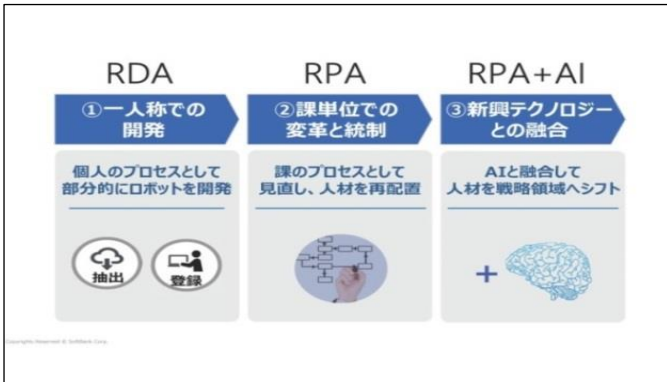 RDA
①一人称での
開発
個人のプロセスとして
部分的にロボットを開発
抽出
登録
RPA
②課単位での
変革と統制
課のプロセスとして
見直し、人材を再配置
RPA+AI
③新興テクノロジー
との融合
AIと融合して
人材を戦略領域へシフト
+
Copyrights Reserved © SoftBank Corp.